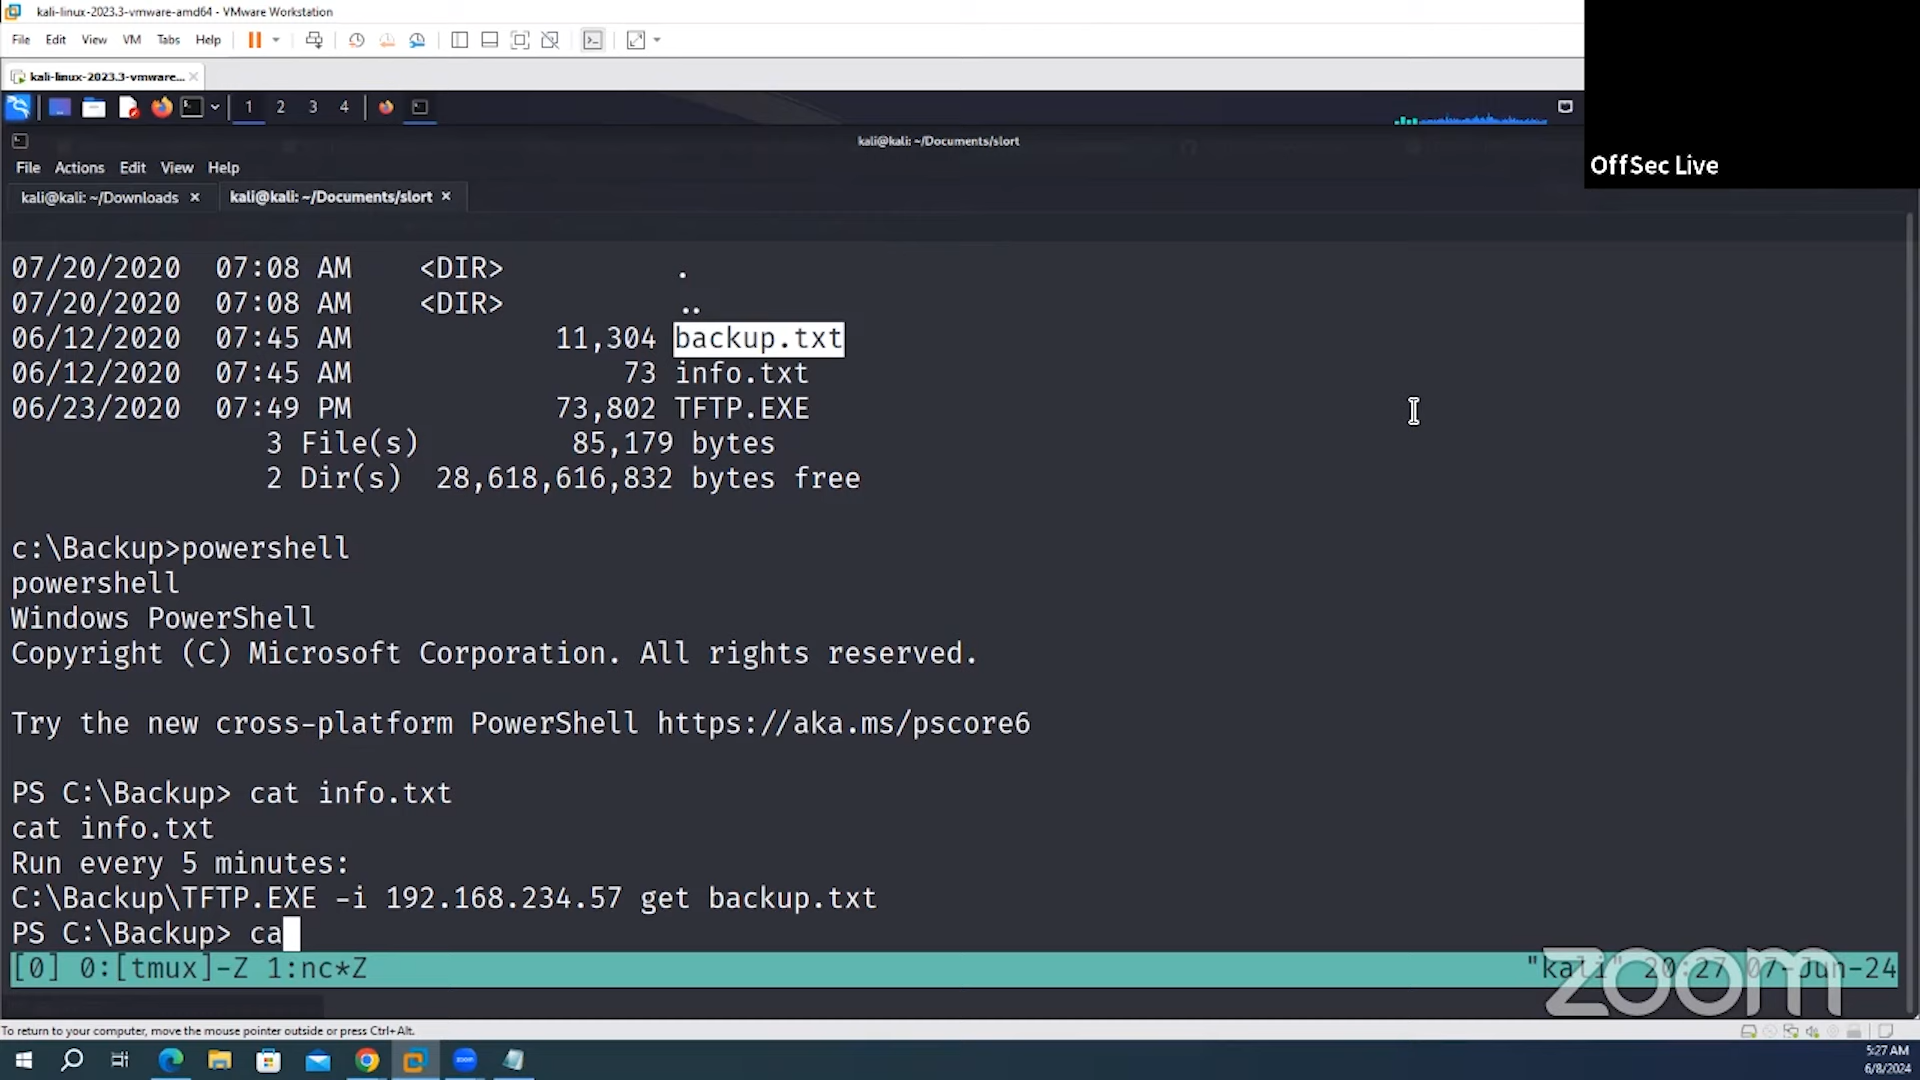 kali-linux-2023.3-vmware-amd64 - VMware Workstation
File Edit View VM Tabs Help
kali-linux-2023.3-vmware...
1 2 3 4
kali@kali: ~/Documents/slort
OffSec Live
File Actions Edit View Help
kali@kali: ~/Downloads × kali@kali: ~/Documents/slort ×
07/20/2020 07:08 AM <DIR> .
07/20/2020 07:08 AM <DIR> ..
06/12/2020 07:45 AM 11,304 backup.txt
06/12/2020 07:45 AM 73 info.txt
06/23/2020 07:49 PM 73,802 TFTP.EXE
3 File(s) 85,179 bytes
2 Dir(s) 28,618,616,832 bytes free
c:\Backup>powershell
powershell
Windows PowerShell
Copyright (C) Microsoft Corporation. All rights reserved.
Try the new cross-platform PowerShell https://aka.ms/pscore6
PS C:\Backup> cat info.txt
cat info.txt
Run every 5 minutes:
C:\Backup\TFTP.EXE -i 192.168.234.57 get backup.txt
PS C:\Backup> ca
[0] 0:[tmux]-Z 1:nc*Z "kali" 20:27 07-Jun-24
zoom
To return to your computer, move the mouse pointer outside or press Ctrl+Alt.
zoom
5:27 AM
6/8/2024